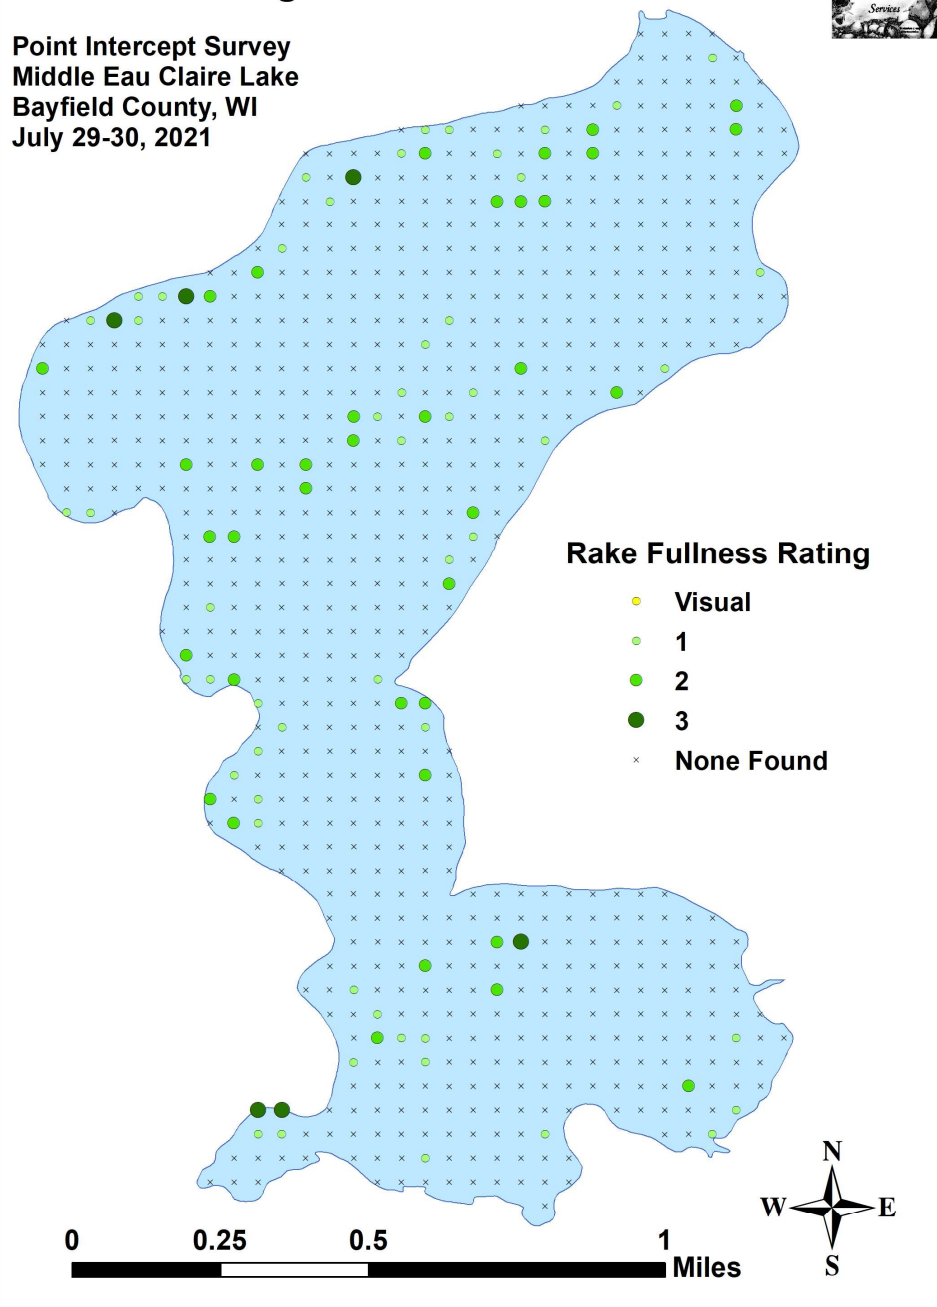 Services
Point Intercept Survey
Middle Eau Claire Lake
Bayfield County, WI
July 29-30, 2021
Rake Fullness Rating
Visual
1
2
3
None Found
N
W E
S
0 0.25 0.5 1
Miles